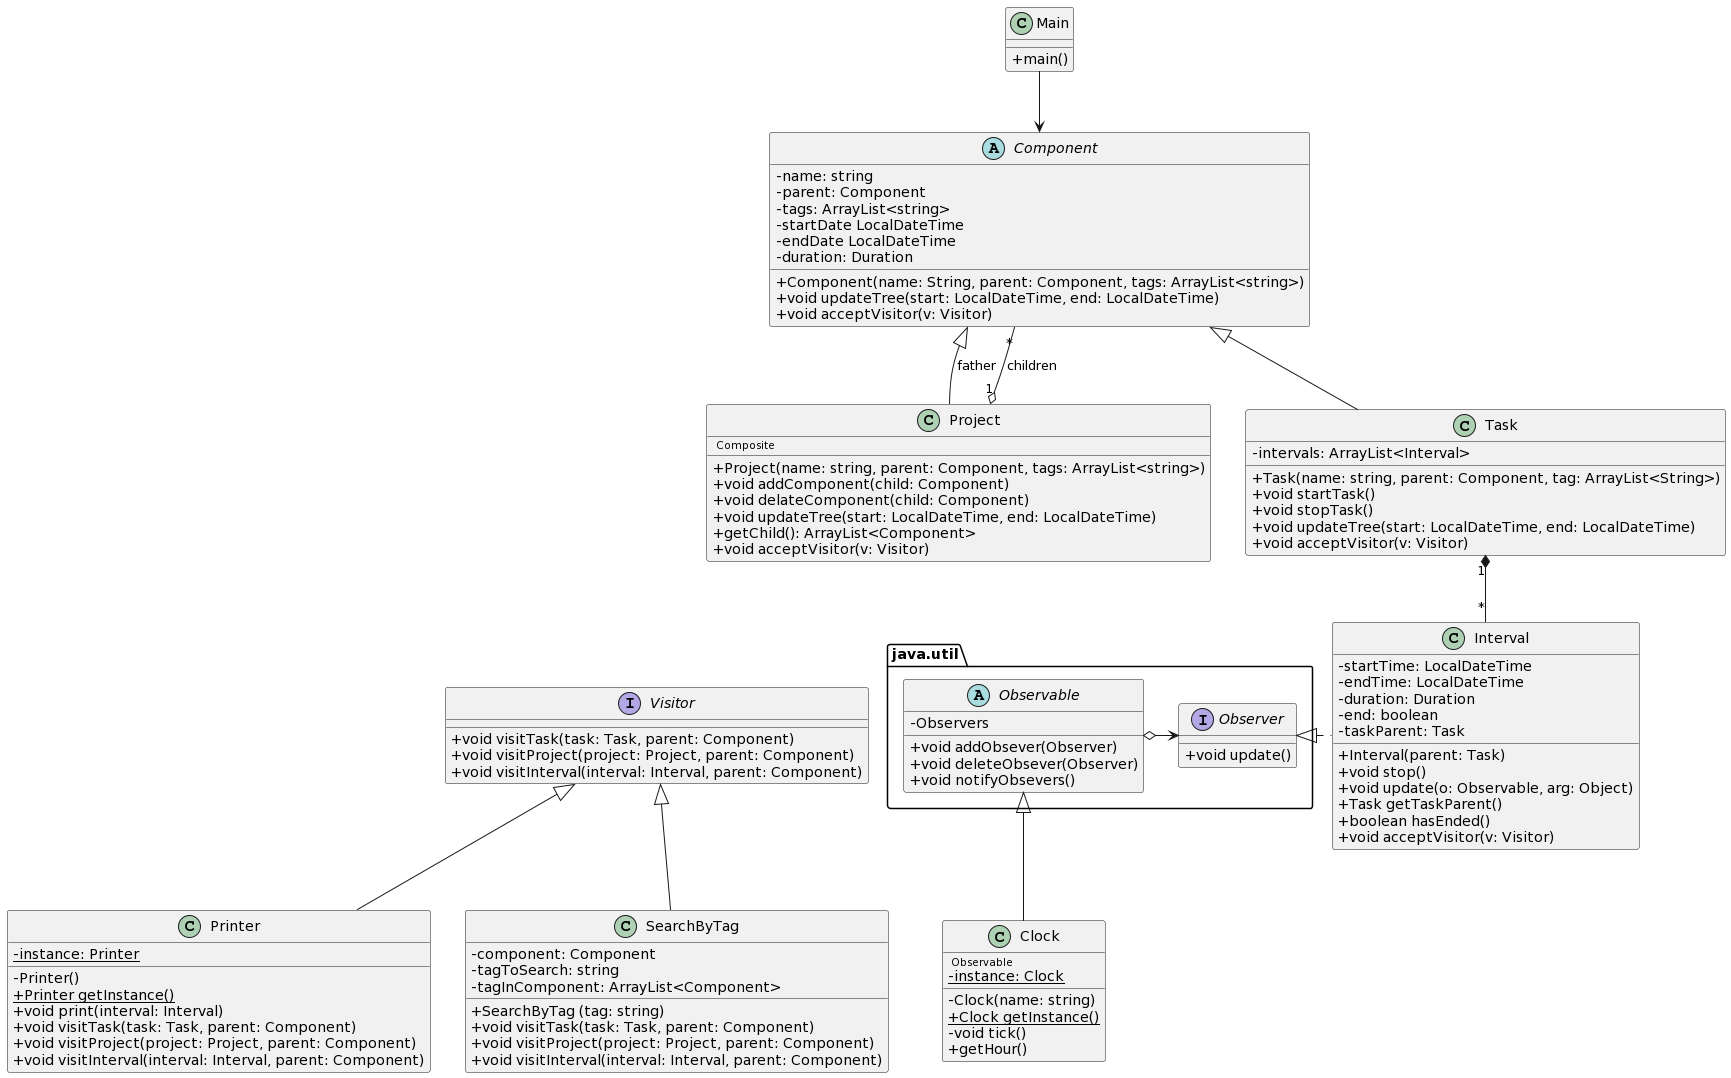 C Main
+main()
A Component
-name: string
-parent: Component
-tags: ArrayList<string>
-startDate LocalDateTime
-endDate LocalDateTime
-duration: Duration
+Component(name: String, parent: Component, tags: ArrayList<string>)
+void updateTree(start: LocalDateTime, end: LocalDateTime)
+void acceptVisitor(v: Visitor)
*
father
children
1
C Project
Composite
+Project(name: string, parent: Component, tags: ArrayList<string>)
+void addComponent(child: Component)
+void delateComponent(child: Component)
+void updateTree(start: LocalDateTime, end: LocalDateTime)
+getChild(): ArrayList<Component>
+void acceptVisitor(v: Visitor)
C Task
-intervals: ArrayList<Interval>
+Task(name: string, parent: Component, tag: ArrayList<String>)
+void startTask()
+void stopTask()
+void updateTree(start: LocalDateTime, end: LocalDateTime)
+void acceptVisitor(v: Visitor)
1
*
C Interval
-startTime: LocalDateTime
-endTime: LocalDateTime
-duration: Duration
-end: boolean
-taskParent: Task
+Interval(parent: Task)
+void stop()
+void update(o: Observable, arg: Object)
+Task getTaskParent()
+boolean hasEnded()
+void acceptVisitor(v: Visitor)
java.util
A Observable
-Observers
+void addObsever(Observer)
+void deleteObsever(Observer)
+void notifyObsevers()
I Observer
+void update()
I Visitor
+void visitTask(task: Task, parent: Component)
+void visitProject(project: Project, parent: Component)
+void visitInterval(interval: Interval, parent: Component)
C Printer
-instance: Printer
-Printer()
+Printer getInstance()
+void print(interval: Interval)
+void visitTask(task: Task, parent: Component)
+void visitProject(project: Project, parent: Component)
+void visitInterval(interval: Interval, parent: Component)
C SearchByTag
-component: Component
-tagToSearch: string
-tagInComponent: ArrayList<Component>
+SearchByTag (tag: string)
+void visitTask(task: Task, parent: Component)
+void visitProject(project: Project, parent: Component)
+void visitInterval(interval: Interval, parent: Component)
C Clock
Observable
-instance: Clock
-Clock(name: string)
+Clock getInstance()
-void tick()
+getHour()